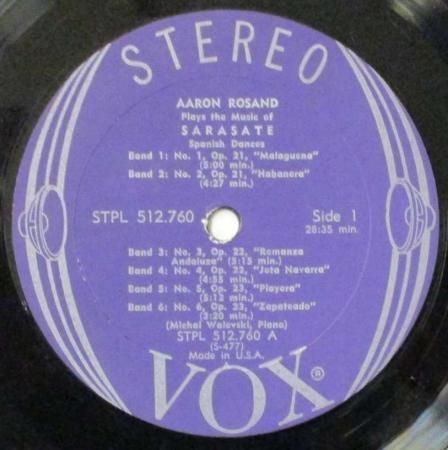 STEREO
AARON ROSAND
Plays the Music of
SARASATE
Spanish Dances
Band 1: No. 1, Op. 21, "Malaguena"
(5:00 min.)
Band 2: No. 2, Op. 21, "Habanera"
(4:27 min.)
STPL 512.760
Side 1
28:35 min.
Band 3: No. 3, Op. 22, "Romanza
Andaluza" (5:15 min.)
Band 4: No. 4, Op. 22, "Jota Navarra"
(4:55 min.)
Band 5: No. 5, Op. 23, "Playera"
(5:12 min.)
Band 6: No. 6, Op. 23, "Zapateado"
(3:20 min.)
(Michal Walevski, Piano)
STPL 512.760 A
(S-477)
Made in U.S.A.
VOX®